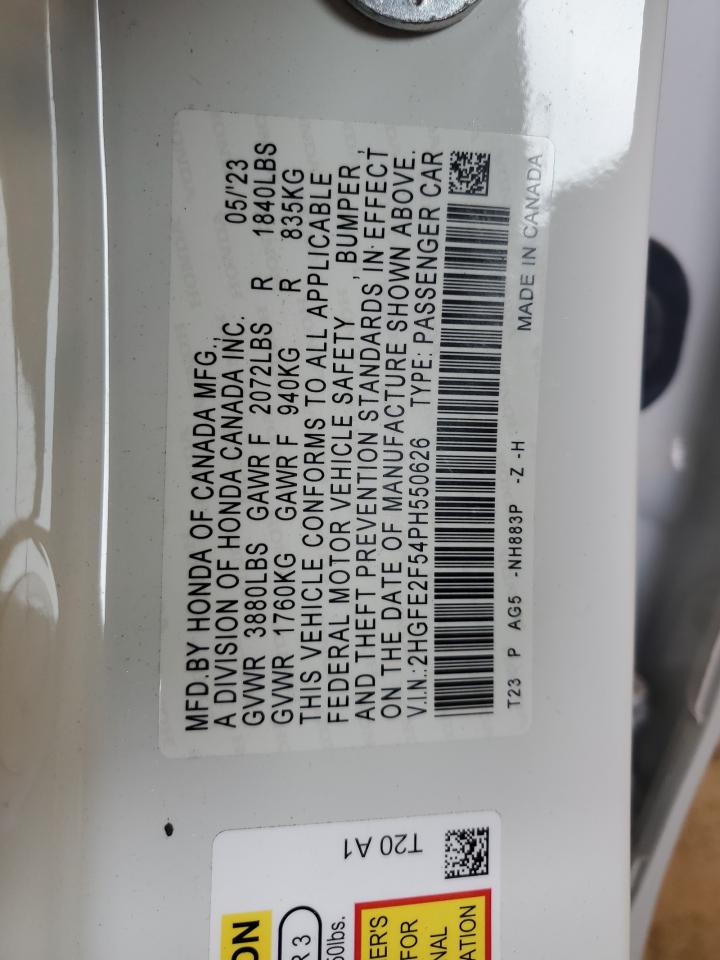 MFD.BY HONDA OF CANADA MFG., 05/'23
A DIVISION OF HONDA CANADA INC.
GVWR 3880LBS GAWR F 2072LBS R 1840LBS
GVWR 1760KG GAWR F 940KG R 835KG
THIS VEHICLE CONFORMS TO ALL APPLICABLE
FEDERAL MOTOR VEHICLE SAFETY, BUMPER,
AND THEFT PREVENTION STANDARDS IN EFFECT
ON THE DATE OF MANUFACTURE SHOWN ABOVE.
V.I.N.:2HGFE2F54PH550626 TYPE: PASSENGER CAR
T23 P AG5 -NH883P -Z -H
MADE IN CANADA
T20 A1